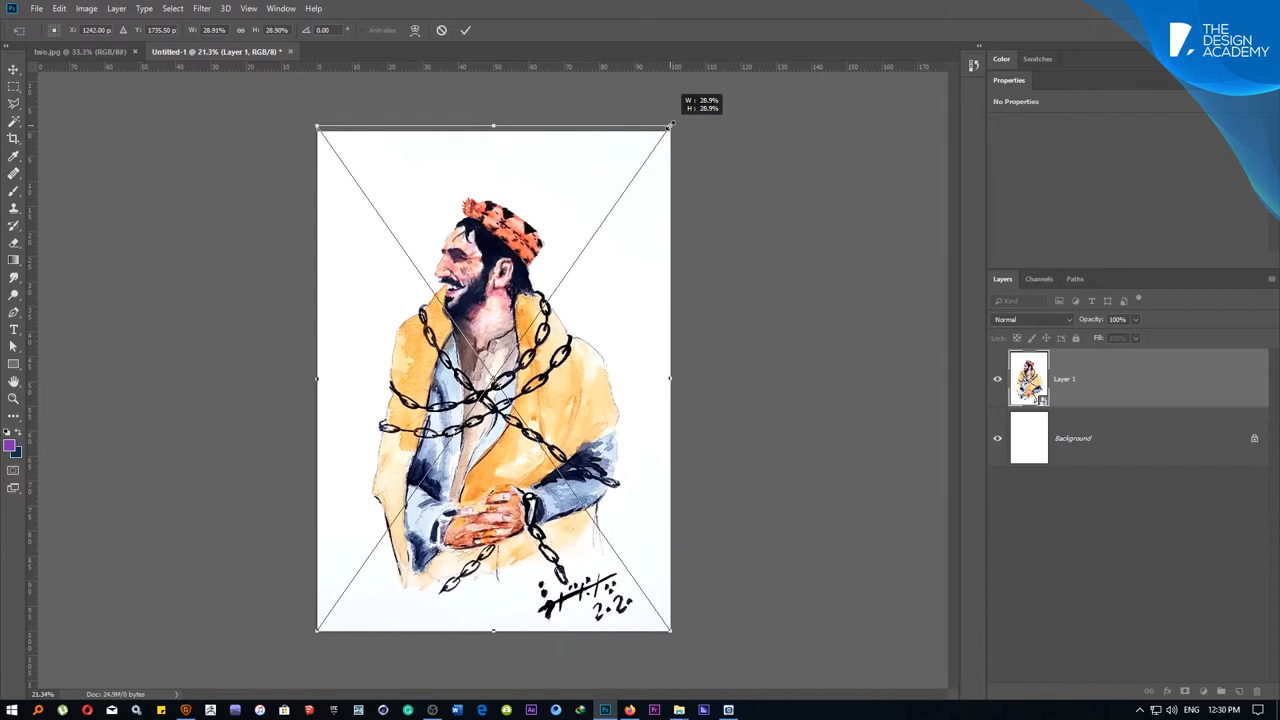 File Edit Image Layer Type Select Filter 3D View Window Help
X: 1242.00 p Y: 1735.50 p W: 28.91% H: 28.90% 0.00 ° Anti-alias
two.jpg @ 33.3% (RGB/8#) × Untitled-1 @ 21.3% (Layer 1, RGB/8) * ×
THE
DESIGN
ACADEMY
Color Swatches
Properties
No Properties
W : 28.9%
H : 28.9%
Layers Channels Paths
Kind
Normal Opacity: 100%
Lock: Fill: 100%
Layer 1
Background
2020
21.34% Doc: 24.9M/0 bytes
ENG 12:30 PM